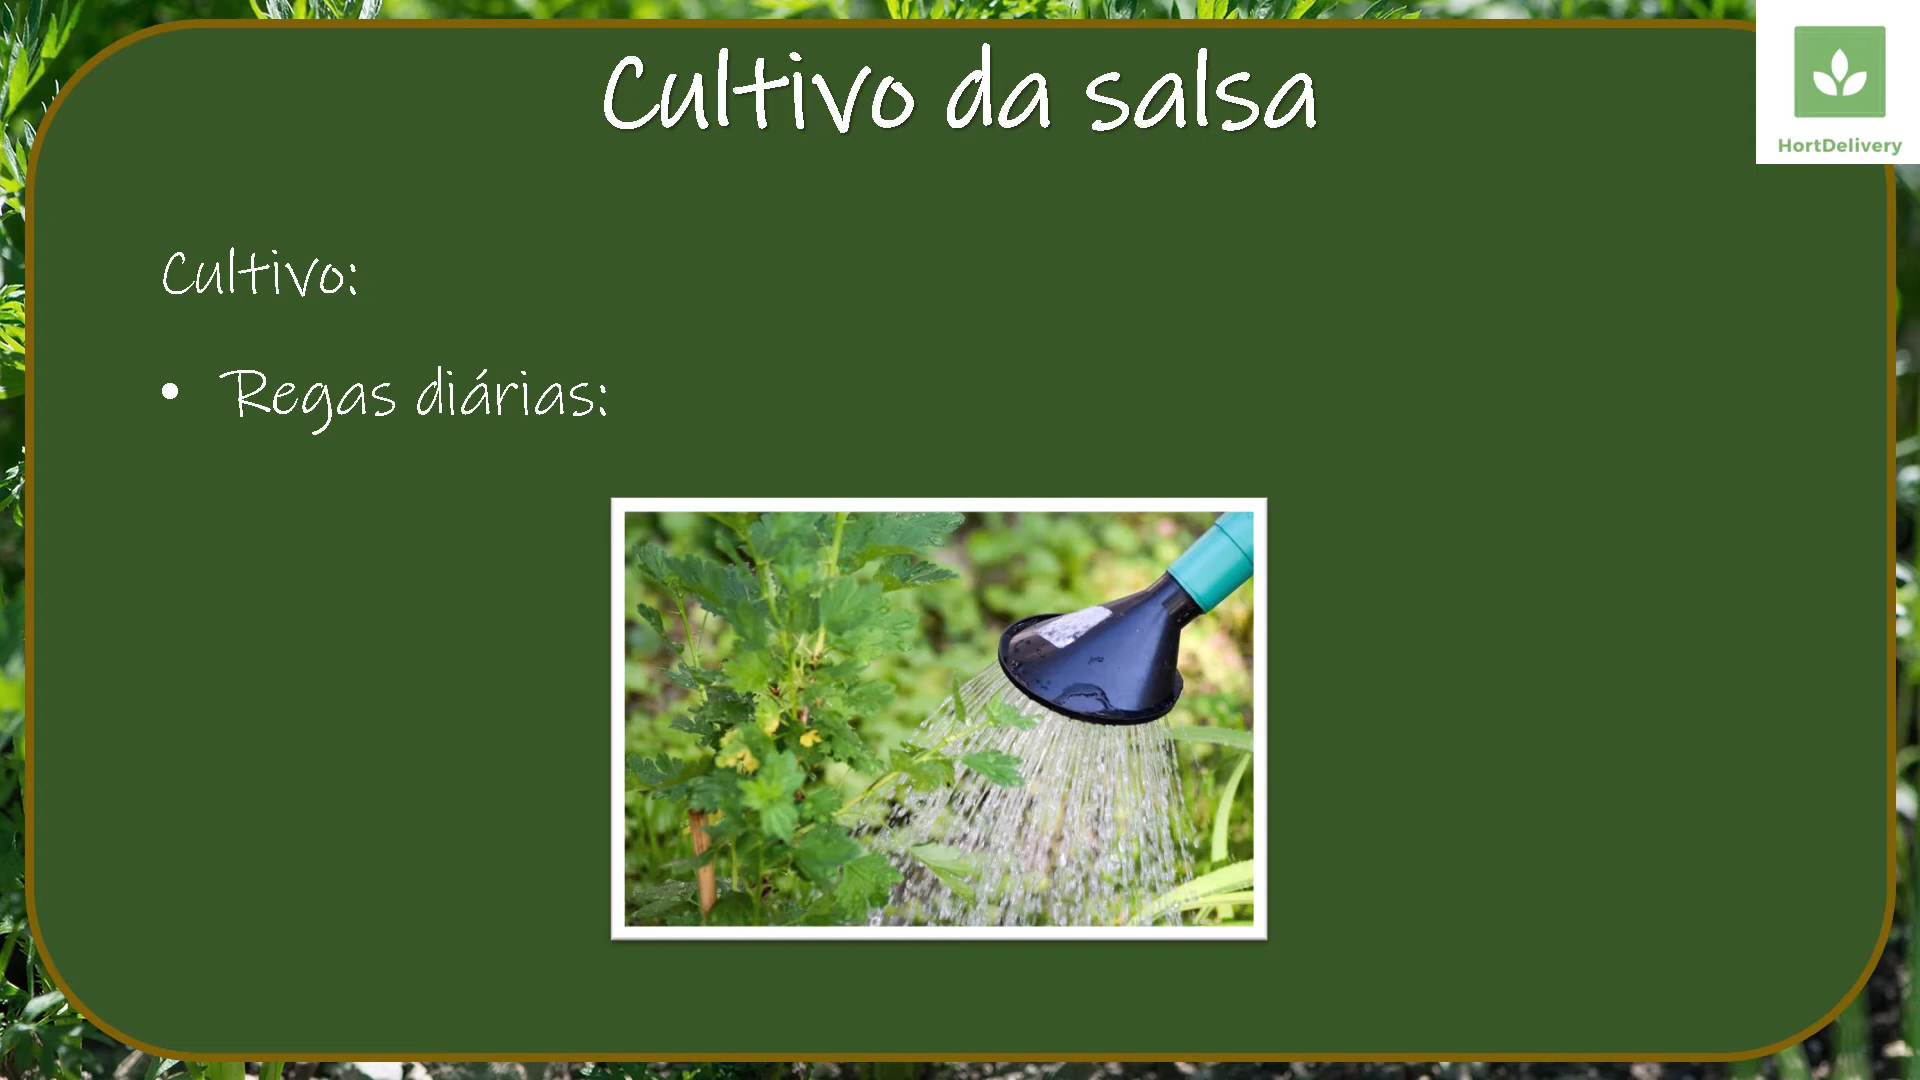 Cultivo da salsa
HortDelivery
Cultivo:
• Regas diárias: